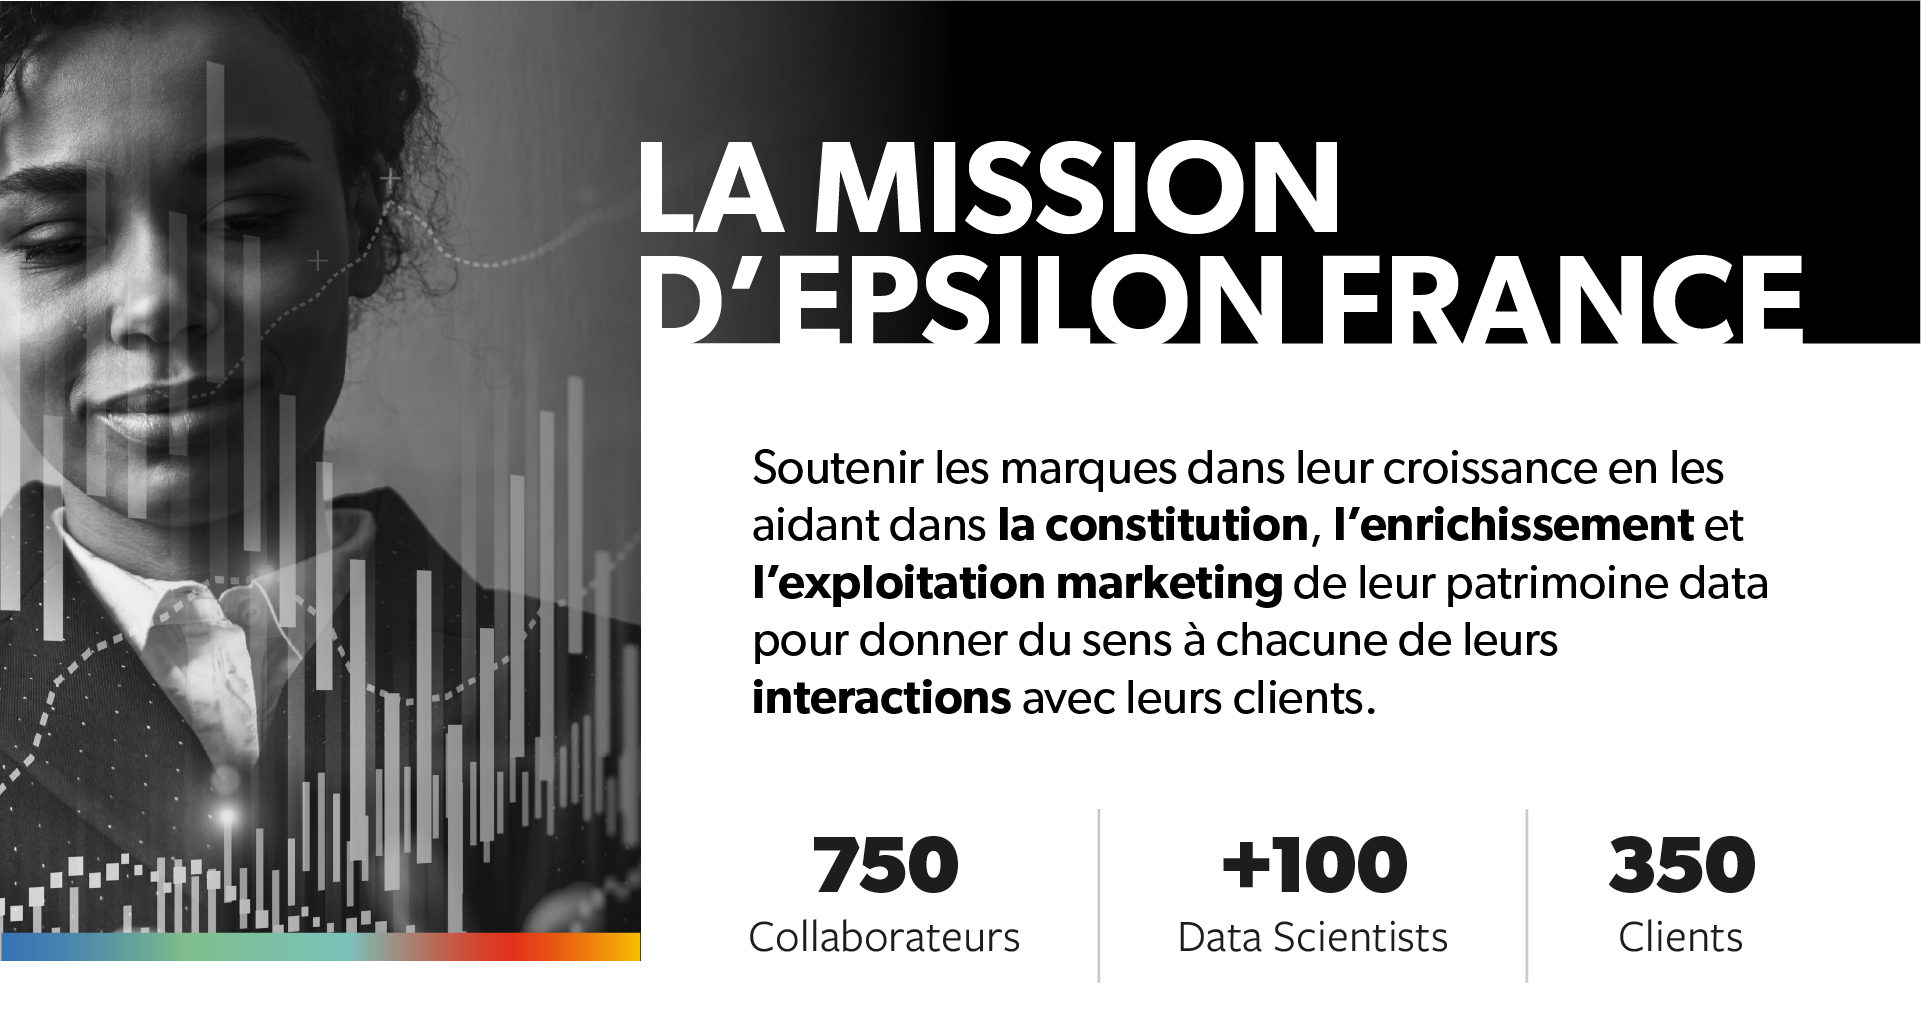 LA MISSION
D’EPSILON FRANCE
Soutenir les marques dans leur croissance en les
aidant dans la constitution, l’enrichissement et
l’exploitation marketing de leur patrimoine data
pour donner du sens à chacune de leurs
interactions avec leurs clients.
750
Collaborateurs
+100
Data Scientists
350
Clients